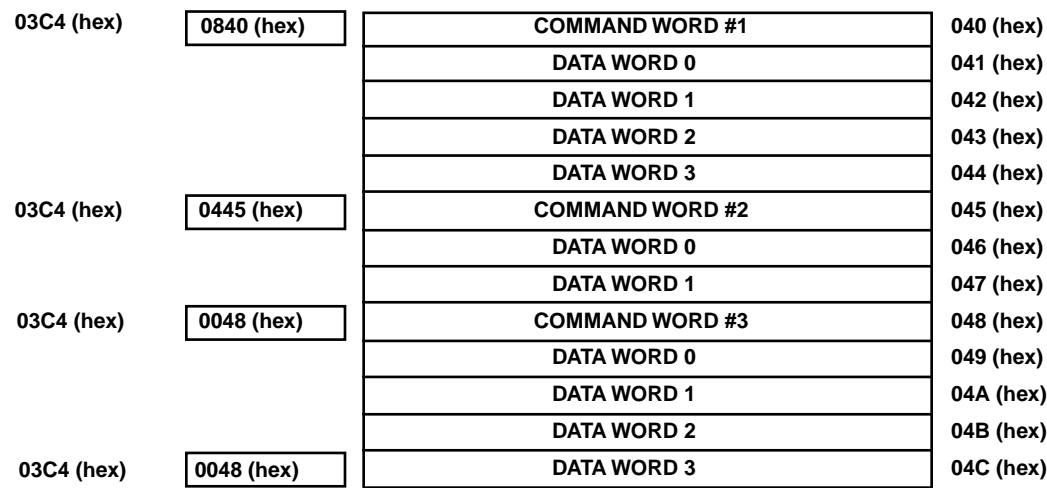 03C4 (hex) 0840 (hex) COMMAND WORD #1 040 (hex)
DATA WORD 0 041 (hex)
DATA WORD 1 042 (hex)
DATA WORD 2 043 (hex)
DATA WORD 3 044 (hex)
03C4 (hex) 0445 (hex) COMMAND WORD #2 045 (hex)
DATA WORD 0 046 (hex)
DATA WORD 1 047 (hex)
03C4 (hex) 0048 (hex) COMMAND WORD #3 048 (hex)
DATA WORD 0 049 (hex)
DATA WORD 1 04A (hex)
DATA WORD 2 04B (hex)
03C4 (hex) 0048 (hex) DATA WORD 3 04C (hex)